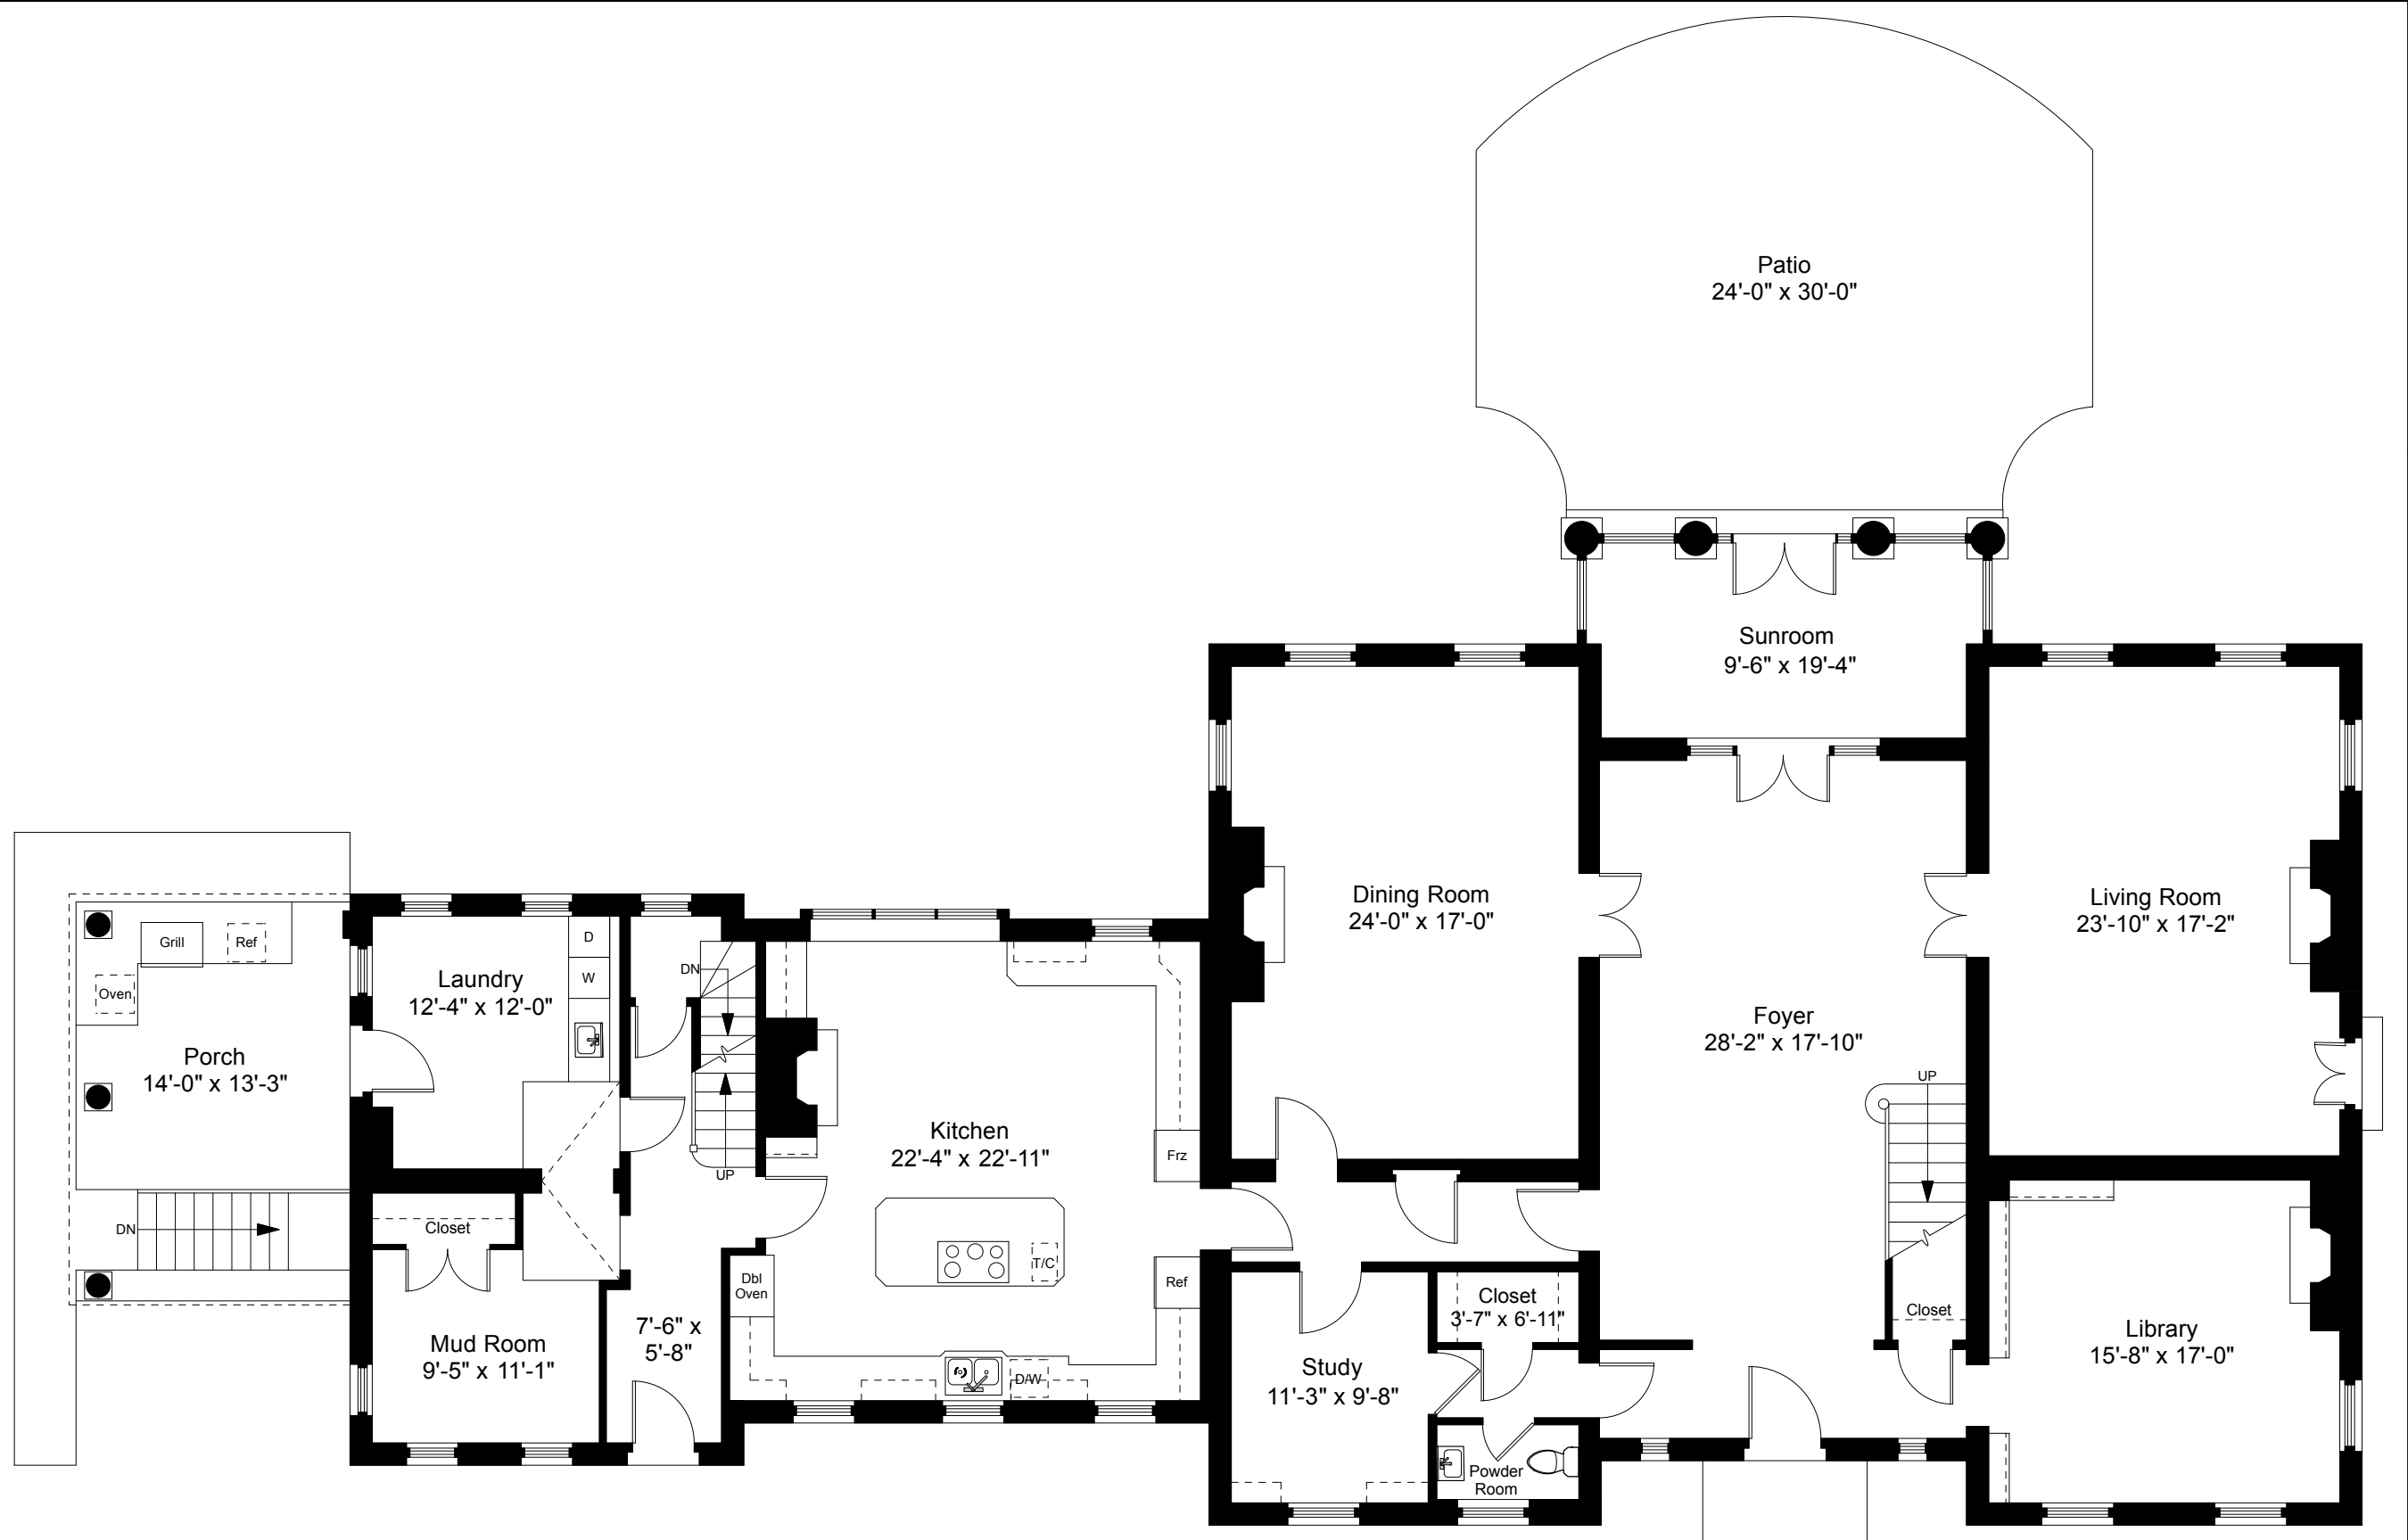 Patio
24'-0" x 30'-0"
Sunroom
9'-6" x 19'-4"
Dining Room
24'-0" x 17'-0"
Living Room
23'-10" x 17'-2"
Foyer
28'-2" x 17'-10"
UP
Closet
Library
15'-8" x 17'-0"
Grill
Ref
Oven
Porch
14'-0" x 13'-3"
DN
Laundry
12'-4" x 12'-0"
D
W
DN
UP
Closet
Mud Room
9'-5" x 11'-1"
7'-6" x
5'-8"
Kitchen
22'-4" x 22'-11"
Frz
Ref
T/C
Dbl
Oven
D/W
Study
11'-3" x 9'-8"
Closet
3'-7" x 6'-11"
Powder
Room